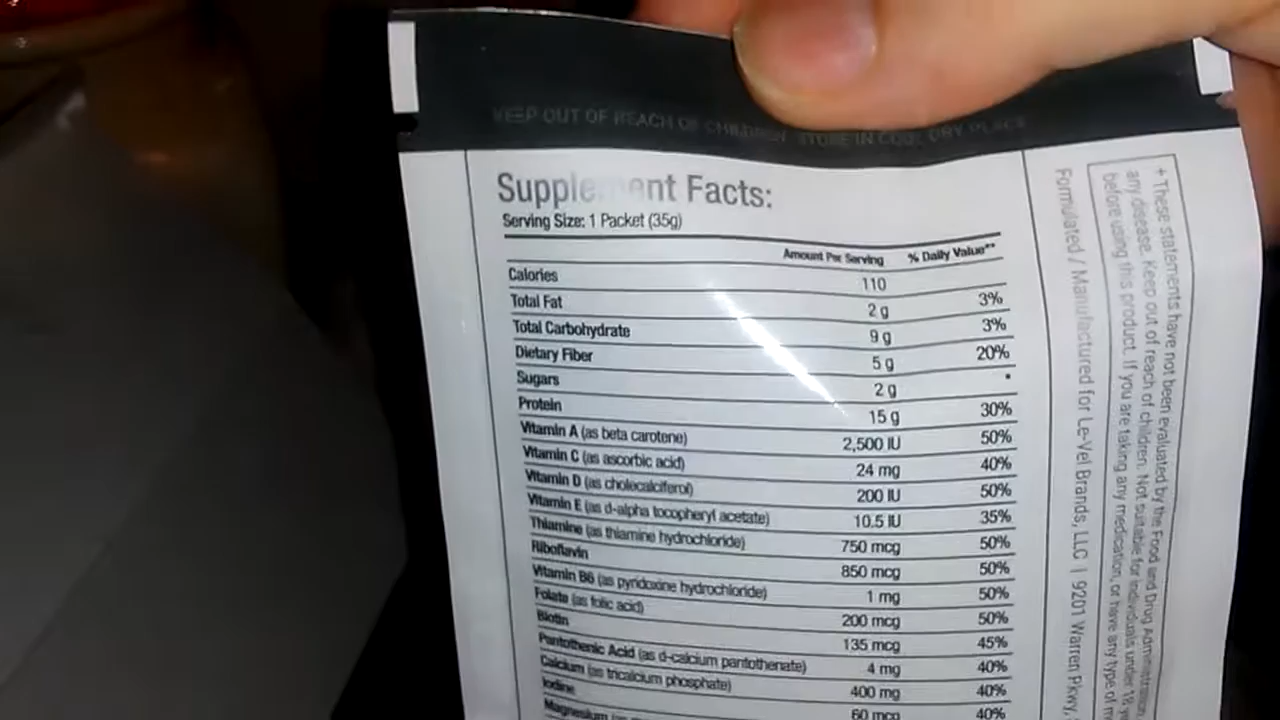 KEEP OUT OF REACH OF CHILDREN STORE IN COOL DRY PLACE
Supplement Facts:
Serving Size: 1 Packet (35g)
Amount Per Serving % Daily Value**
Calories 110
Total Fat 2 g 3%
Total Carbohydrate 9 g 3%
Dietary Fiber 5 g 20%
Sugars 2 g *
Protein 15 g 30%
Vitamin A (as beta carotene) 2,500 IU 50%
Vitamin C (as ascorbic acid) 24 mg 40%
Vitamin D (as cholecalciferol) 200 IU 50%
Vitamin E (as d-alpha tocopheryl acetate) 10.5 IU 35%
Thiamine (as thiamine hydrochloride) 750 mcg 50%
Riboflavin 850 mcg 50%
Vitamin B6 (as pyridoxine hydrochloride) 1 mg 50%
Folate (as folic acid) 200 mcg 50%
Biotin 135 mcg 45%
Pantothenic Acid (as d-calcium pantothenate) 4 mg 40%
Calcium (as tricalcium phosphate) 400 mg 40%
Iodine 60 mcg 40%
Magnesium
+ These statements have not been evaluated by the Food and Drug Administration
any disease. Keep out of reach of children. Not suitable for individuals under 18
before using this product. If you are taking any medication, or have any type of
Formulated / Manufactured for Le-Vel Brands, LLC | 9201 Warren Pkwy,